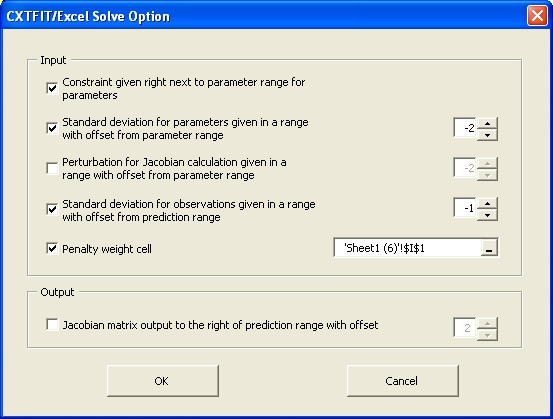 CXTFIT/Excel Solve Option
Input
Constraint given right next to parameter range for
parameters
Standard deviation for parameters given in a range
with offset from parameter range
-2
Perturbation for Jacobian calculation given in a
range with offset from parameter range
-2
Standard deviation for observations given in a range
with offset from prediction range
-1
Penalty weight cell
'Sheet1 (6)'!$I$1
Output
Jacobian matrix output to the right of prediction range with offset
2
OK
Cancel